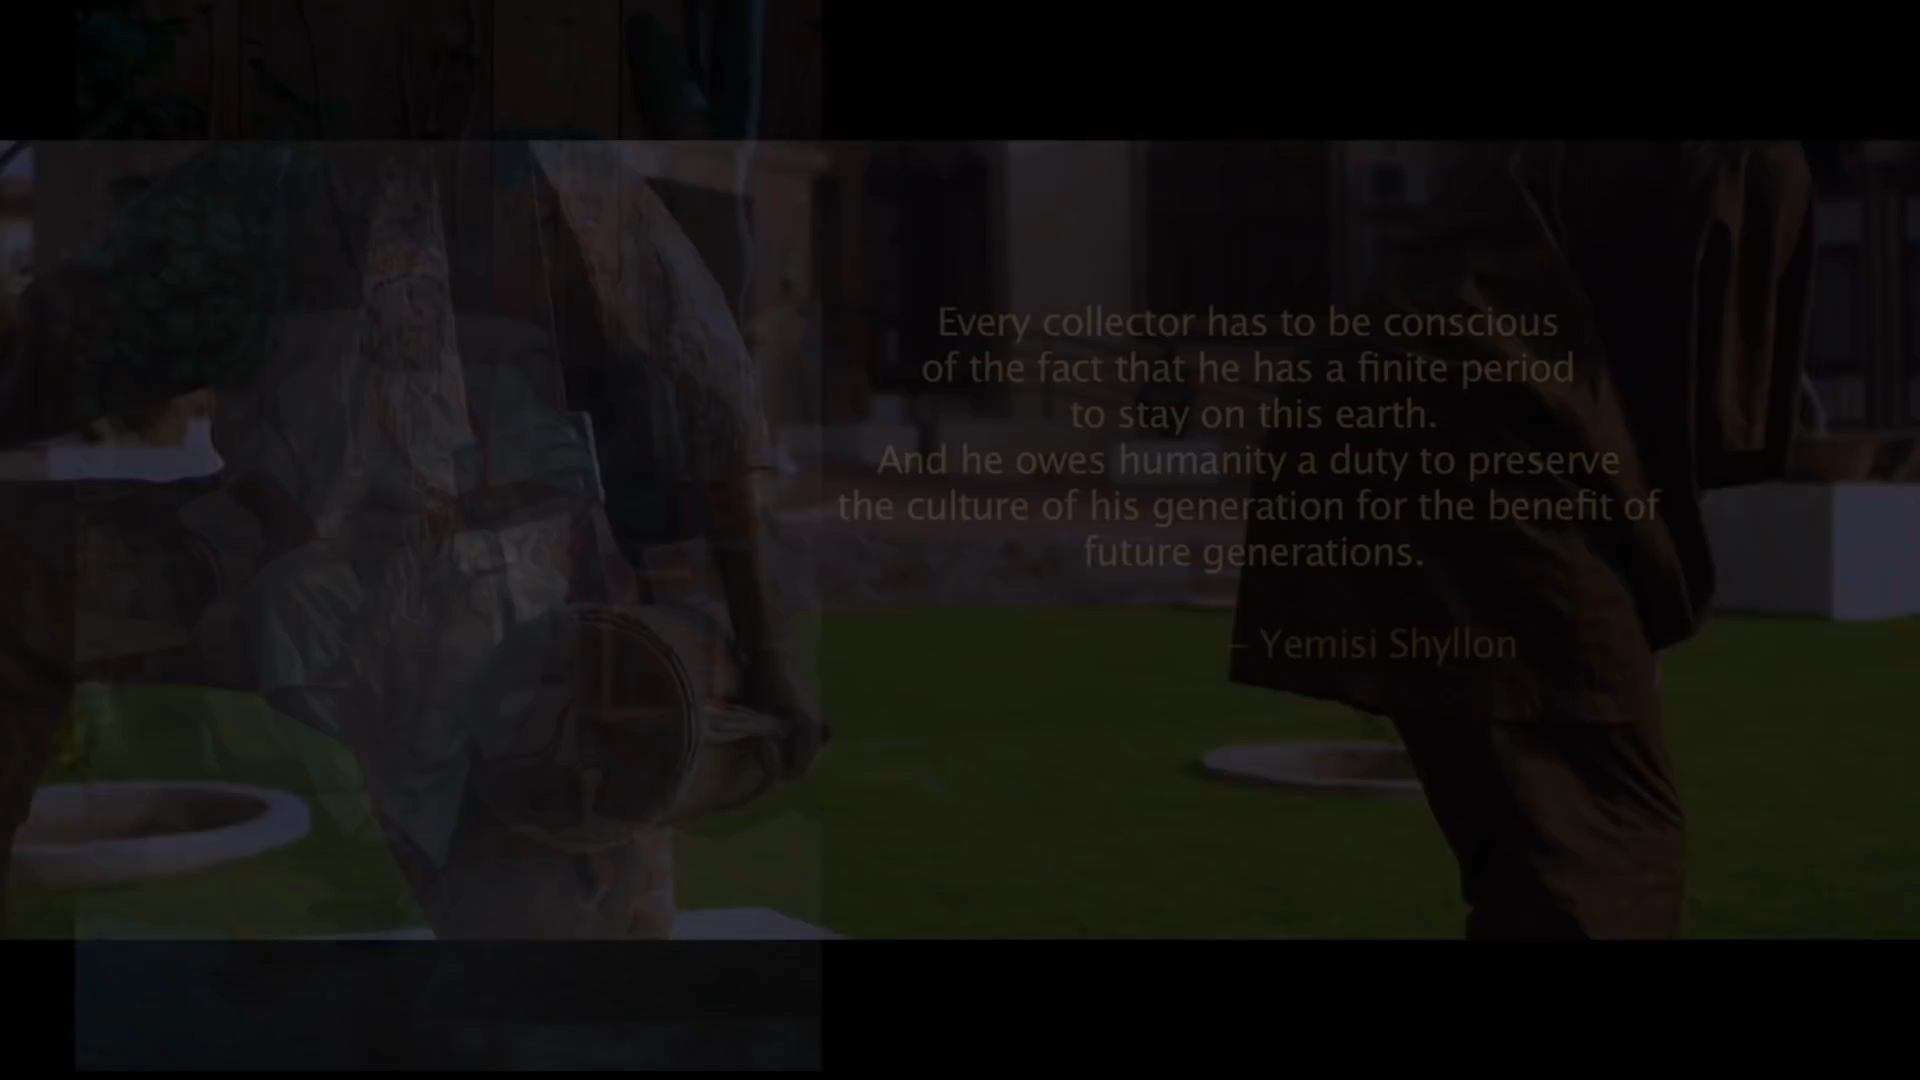 Every collector has to be conscious
of the fact that he has a finite period
to stay on this earth.
And he owes humanity a duty to preserve
the culture of his generation for the benefit of
future generations.
– Yemisi Shyllon